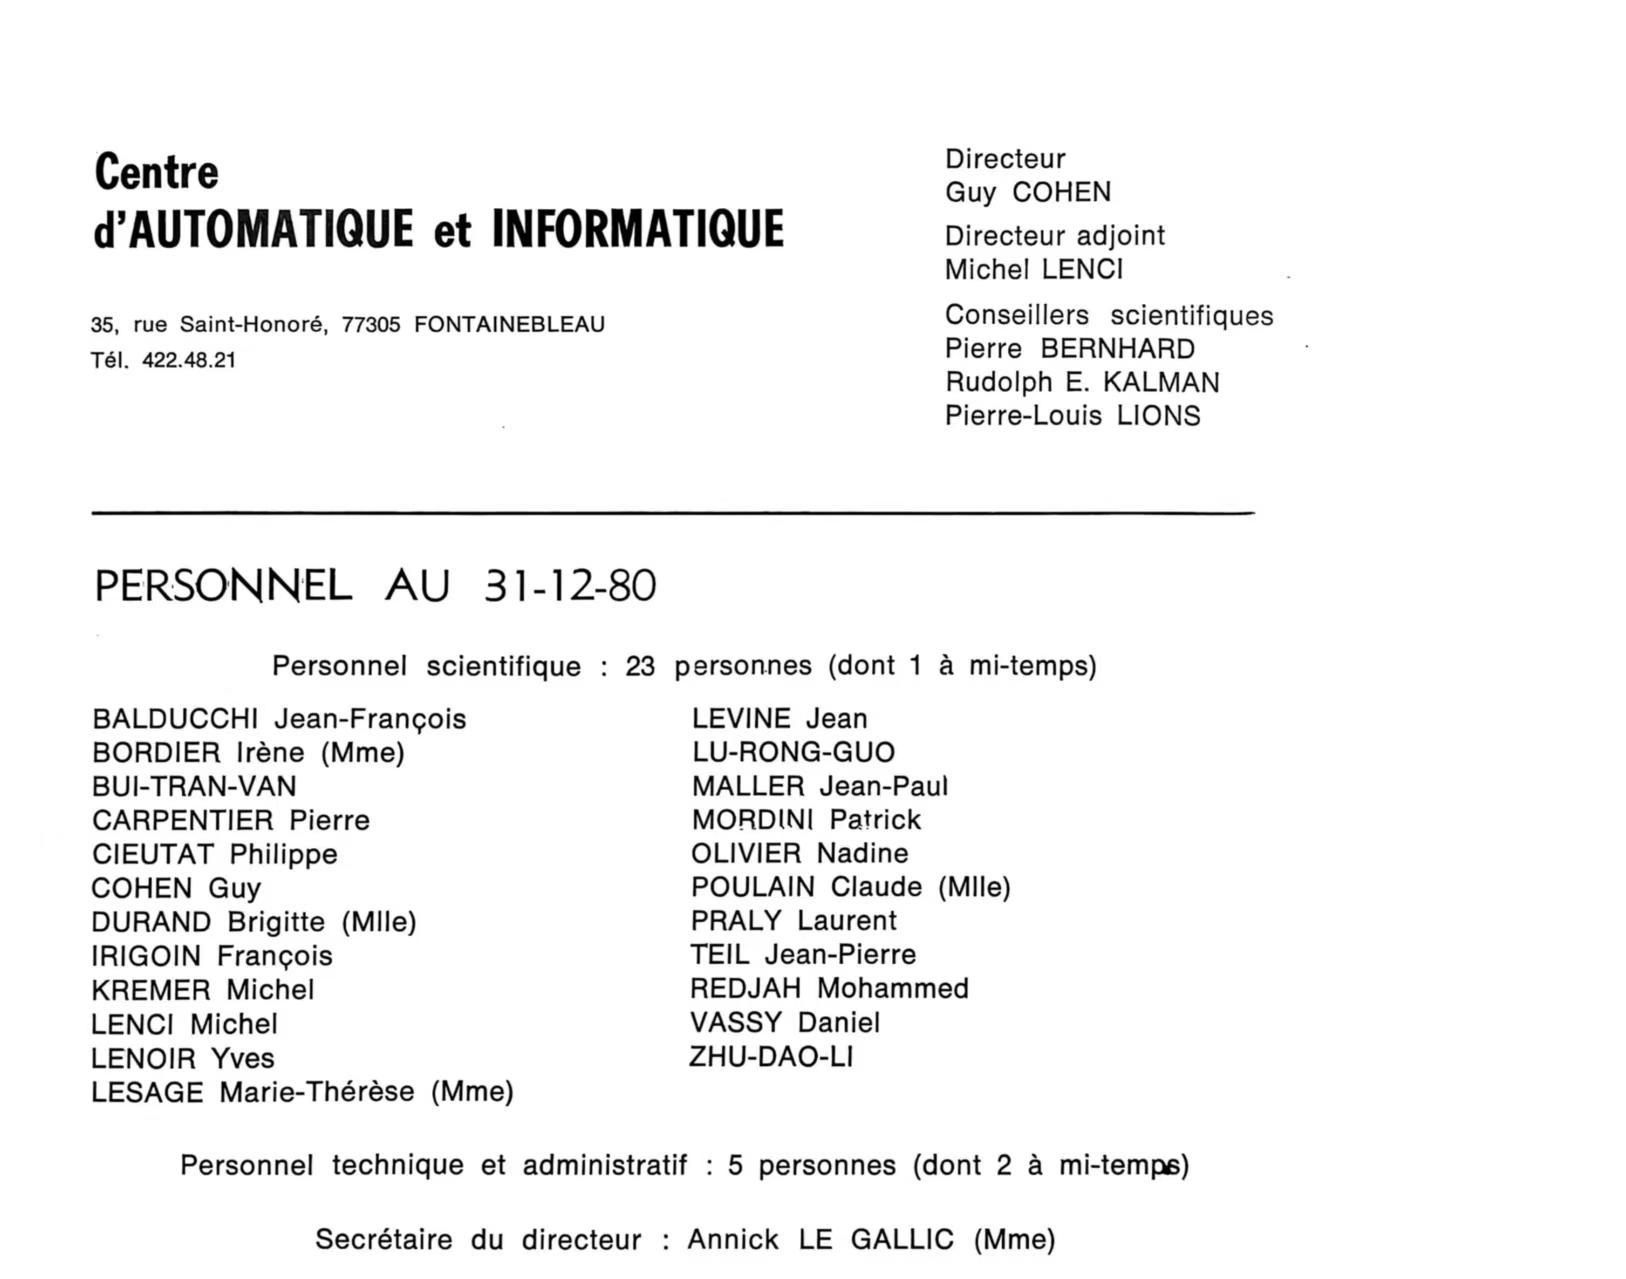 Centre
d'AUTOMATIQUE et INFORMATIQUE
35, rue Saint-Honoré, 77305 FONTAINEBLEAU
Tél. 422.48.21
Directeur
Guy COHEN
Directeur adjoint
Michel LENCI
Conseillers scientifiques
Pierre BERNHARD
Rudolph E. KALMAN
Pierre-Louis LIONS
PERSONNEL AU 31-12-80
Personnel scientifique : 23 personnes (dont 1 à mi-temps)
BALDUCCHI Jean-François
BORDIER Irène (Mme)
BUI-TRAN-VAN
CARPENTIER Pierre
CIEUTAT Philippe
COHEN Guy
DURAND Brigitte (Mlle)
IRIGOIN François
KREMER Michel
LENCI Michel
LENOIR Yves
LESAGE Marie-Thérèse (Mme)
LEVINE Jean
LU-RONG-GUO
MALLER Jean-Paul
MORDINI Patrick
OLIVIER Nadine
POULAIN Claude (Mlle)
PRALY Laurent
TEIL Jean-Pierre
REDJAH Mohammed
VASSY Daniel
ZHU-DAO-LI
Personnel technique et administratif : 5 personnes (dont 2 à mi-temps)
Secrétaire du directeur : Annick LE GALLIC (Mme)